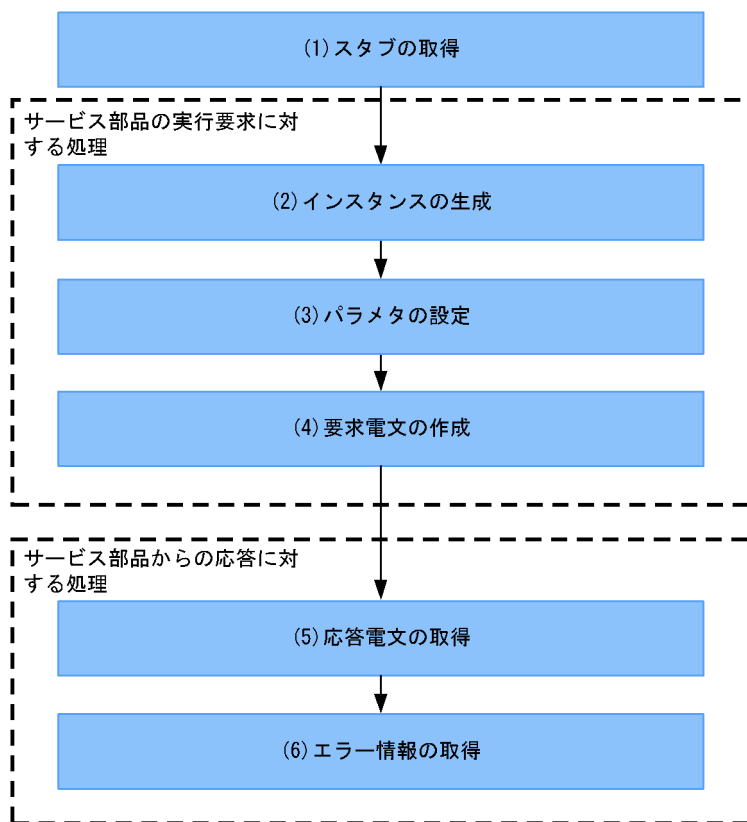 (1)スタブの取得
サービス部品の実行要求に対
する処理
(2)インスタンスの生成
(3)パラメタの設定
(4)要求電文の作成
サービス部品からの応答に対
する処理
(5)応答電文の取得
(6)エラー情報の取得